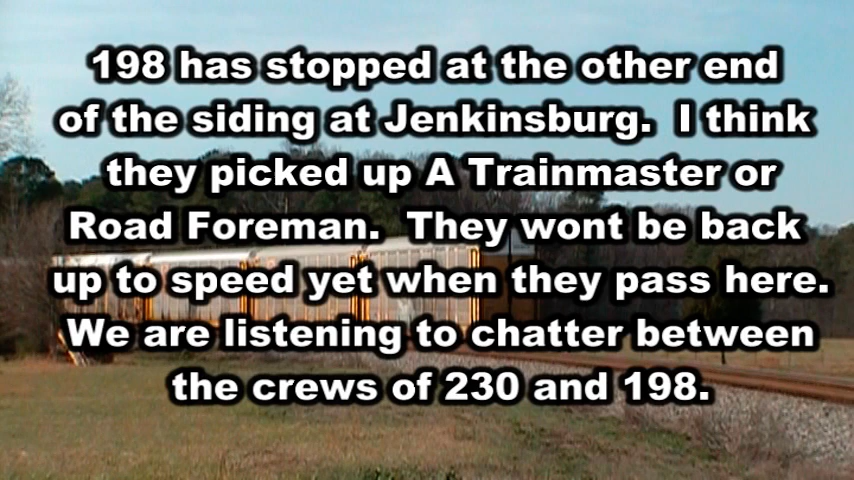 198 has stopped at the other end
of the siding at Jenkinsburg.  I think
they picked up A Trainmaster or
Road Foreman.  They wont be back
up to speed yet when they pass here.
We are listening to chatter between
the crews of 230 and 198.